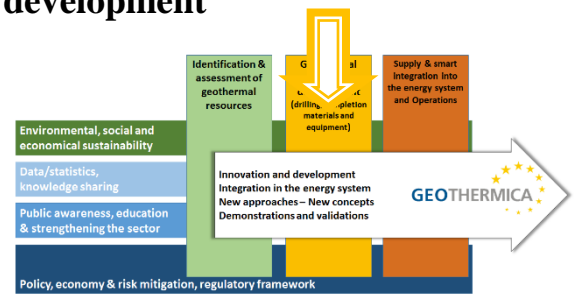 development
Identification &
assessment of
geothermal
resources
G al
(drilling, completion
materials and
equipment)
Supply & smart
integration into
the energy system
and Operations
Environmental, social and
economical sustainability
Data/statistics,
knowledge sharing
Public awareness, education
& strengthening the sector
Innovation and development
Integration in the energy system
New approaches – New concepts
Demonstrations and validations
GEOTHERMICA
Policy, economy & risk mitigation, regulatory framework